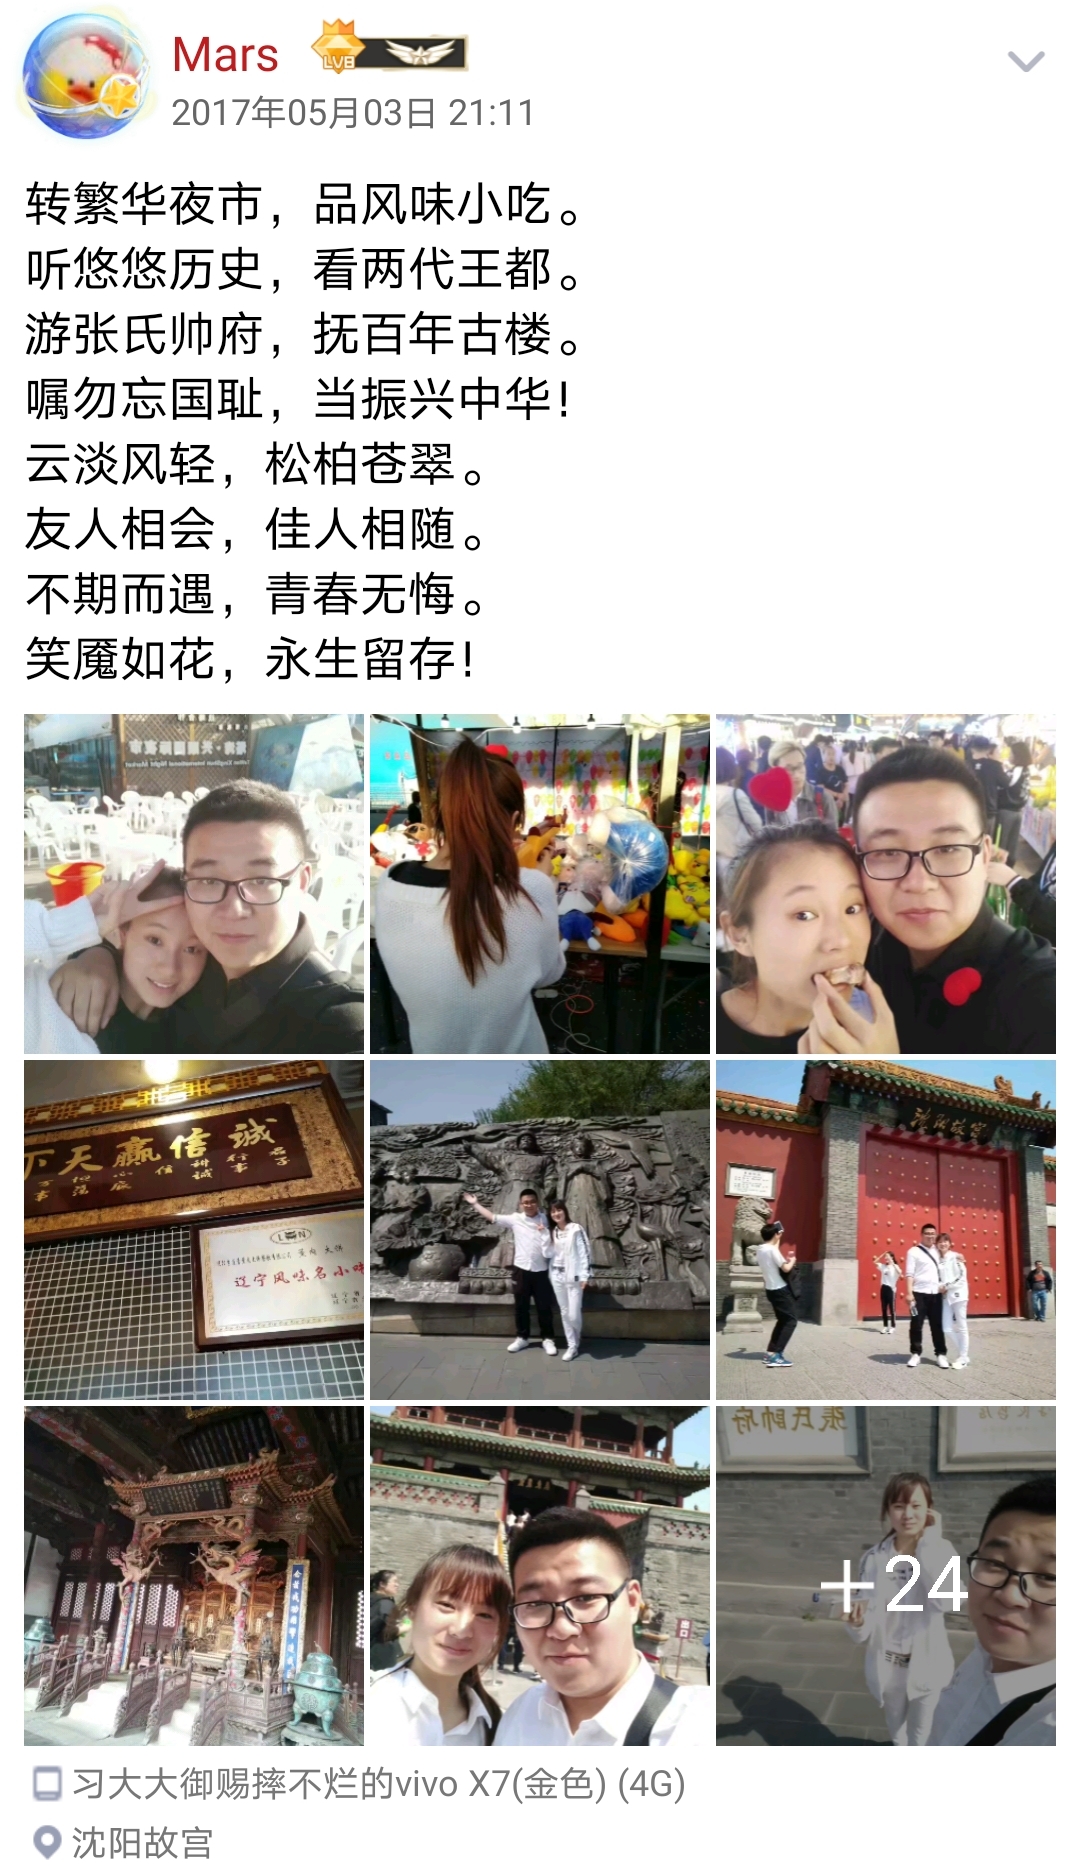 Mars
LV8
2017年05月03日 21:11
转繁华夜市，品风味小吃。
听悠悠历史，看两代王都。
游张氏帅府，抚百年古楼。
嘱勿忘国耻，当振兴中华！
云淡风轻，松柏苍翠。
友人相会，佳人相随。
不期而遇，青春无悔。
笑魇如花，永生留存！
誠信贏天下
辽宁风味名小吃
沈阳故宫
張氏帥府
+24
习大大御赐摔不烂的vivo X7(金色) (4G)
沈阳故宫